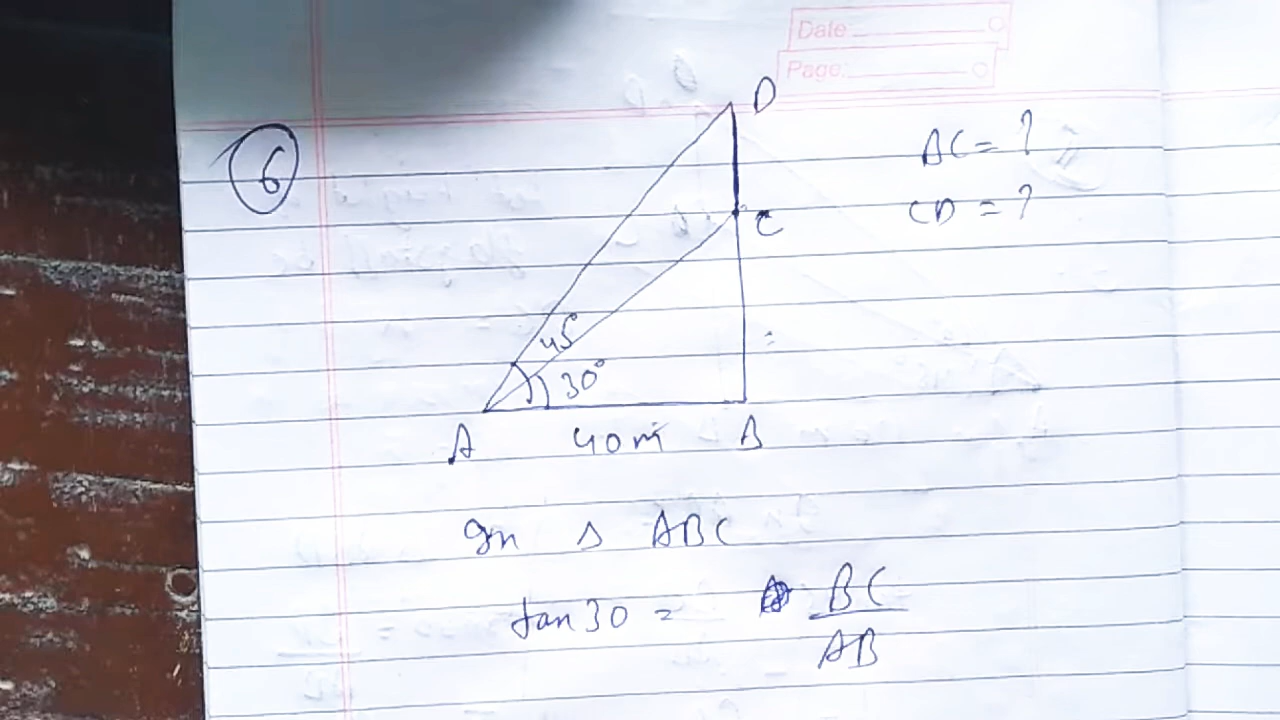 Date:
Page:
6
D
BC = ?
CD = ?
C
45
30°
A 40m B
In Δ ABC
tan 30 = BC
AB